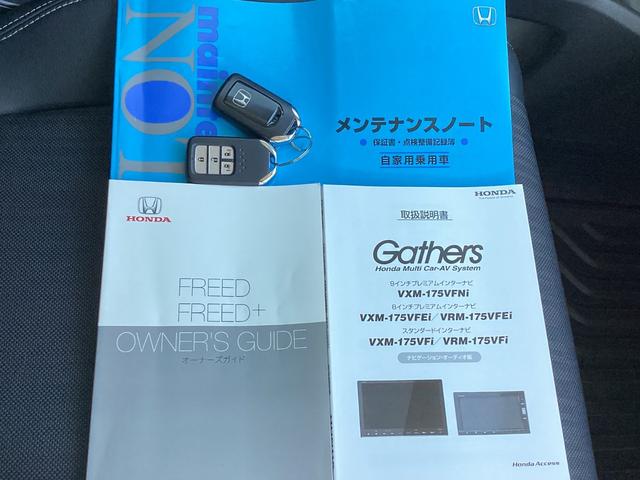 mainte
NO
メンテナンスノート
● 保証書・点検整備記録簿 ●
自家用乗用車
HONDA
FREED
FREED+
OWNER'S GUIDE
オーナーズガイド
HONDA
The Power of Dreams
取扱説明書
Gathers
Honda Multi Car-AV System
9インチプレミアムインターナビ
VXM-175VFNi
8インチプレミアムインターナビ
VXM-175VFEi/VRM-175VFEi
スタンダードインターナビ
VXM-175VFi/VRM-175VFi
ナビゲーション・オーディオ編
Honda Access